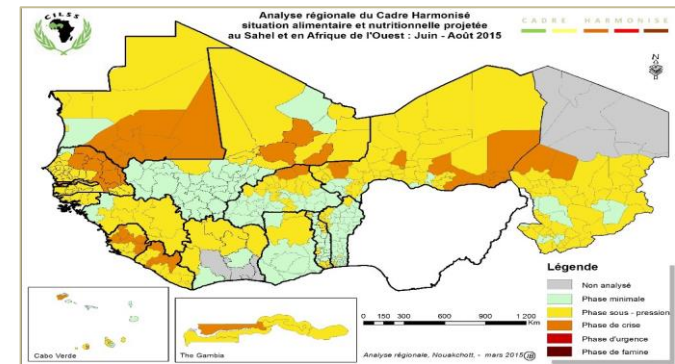 CILSS
Analyse régionale du Cadre Harmonisé
situation alimentaire et nutritionnelle projetée
au Sahel et en Afrique de l'Ouest : Juin - Août 2015
CADRE HARMONISÉ
Légende
Non analysé
Phase minimale
Phase sous - pression
Phase de crise
Phase d'urgence
Phase de famine
0 150 300 600 900 1 200
Km
Cabo Verde
The Gambia
Analyse régionale, Nouakchott, - mars 2015